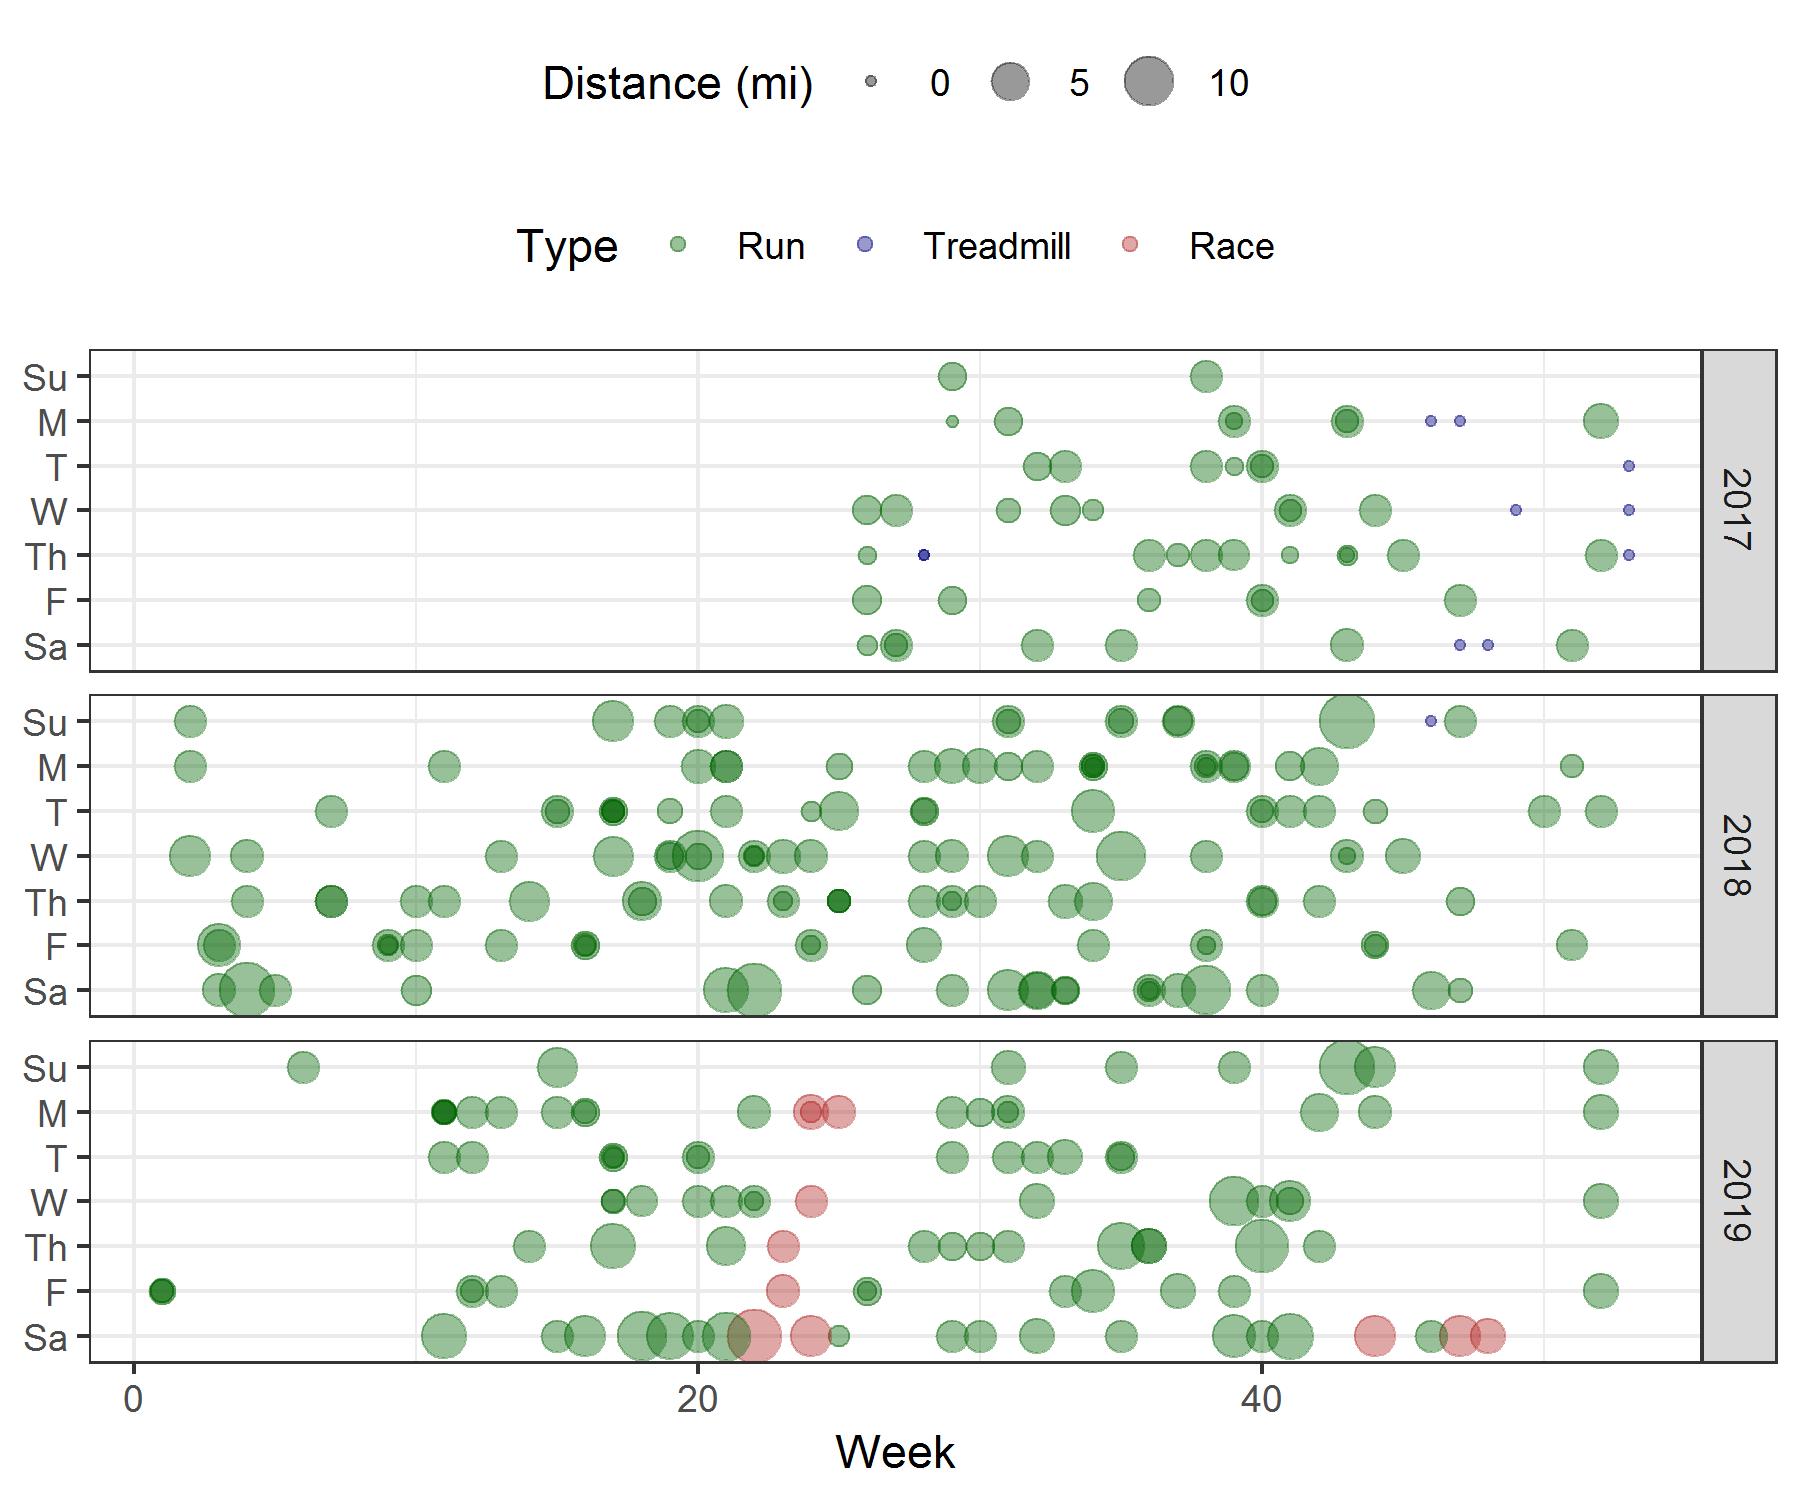 Distance (mi) 0 5 10
Type Run Treadmill Race
Su
M
T
W
Th
F
Sa
2017
Su
M
T
W
Th
F
Sa
2018
Su
M
T
W
Th
F
Sa
2019
0 20 40
Week